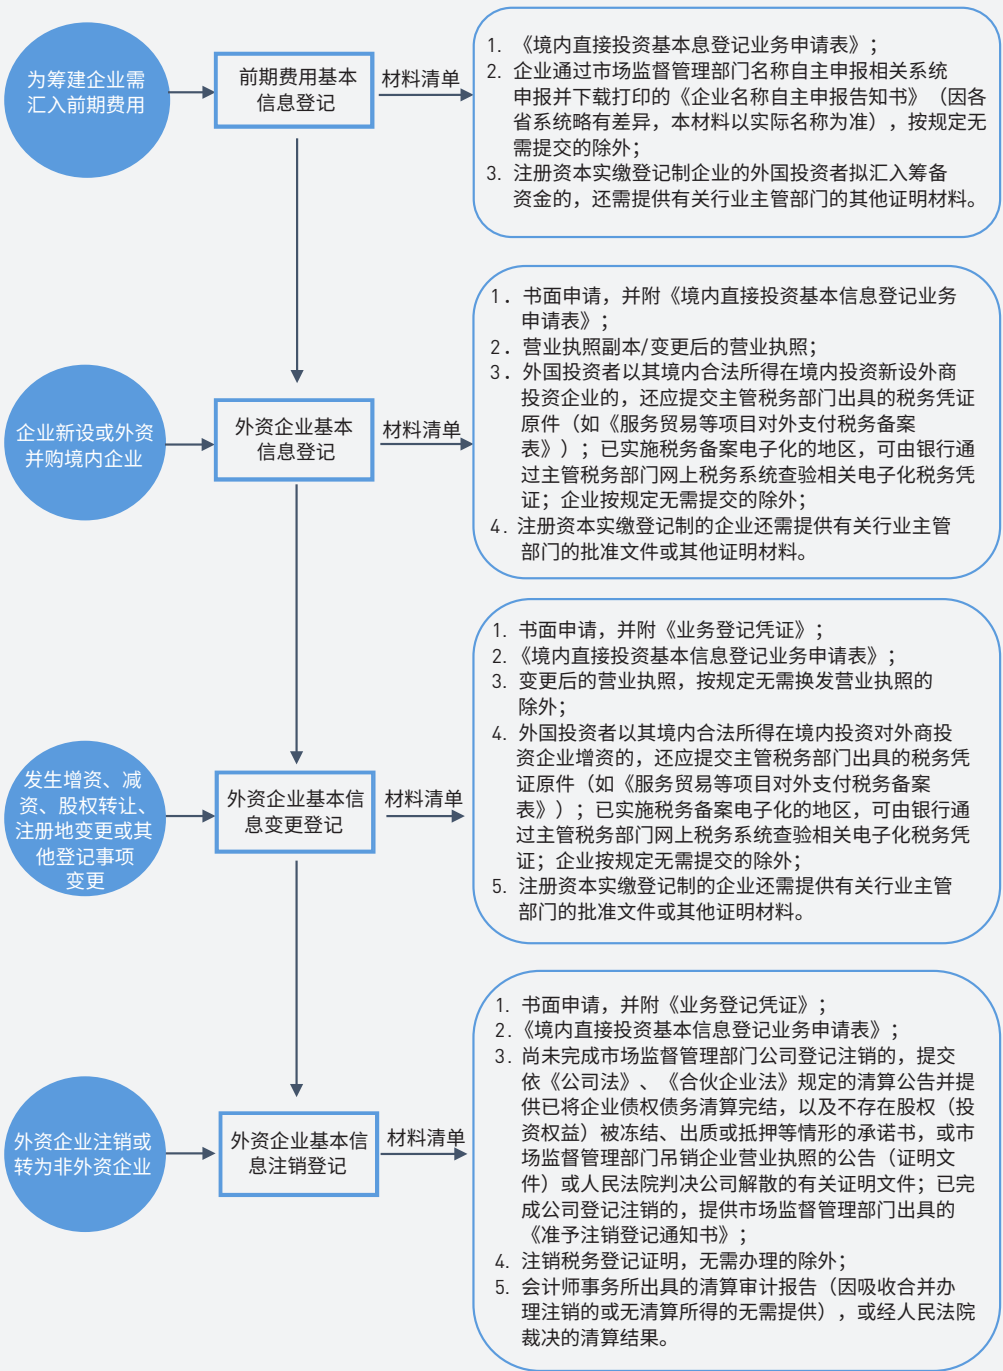 为筹建企业需
汇入前期费用
前期费用基本
信息登记
材料清单
1. 《境内直接投资基本息登记业务申请表》；
2. 企业通过市场监督管理部门名称自主申报相关系统
申报并下载打印的《企业名称自主申报告知书》（因各
省系统略有差异，本材料以实际名称为准），按规定无
需提交的除外；
3. 注册资本实缴登记制企业的外国投资者拟汇入筹备
资金的，还需提供有关行业主管部门的其他证明材料。
企业新设或外资
并购境内企业
外资企业基本
信息登记
材料清单
1. 书面申请，并附《境内直接投资基本信息登记业务
申请表》；
2. 营业执照副本/变更后的营业执照；
3. 外国投资者以其境内合法所得在境内投资新设外商
投资企业的，还应提交主管税务部门出具的税务凭证
原件（如《服务贸易等项目对外支付税务备案
表》）；已实施税务备案电子化的地区，可由银行通
过主管税务部门网上税务系统查验相关电子化税务凭
证；企业按规定无需提交的除外；
4. 注册资本实缴登记制的企业还需提供有关行业主管
部门的批准文件或其他证明材料。
发生增资、减
资、股权转让、
注册地变更或其
他登记事项
变更
外资企业基本信
息变更登记
材料清单
1. 书面申请，并附《业务登记凭证》；
2.《境内直接投资基本信息登记业务申请表》；
3. 变更后的营业执照，按规定无需换发营业执照的
除外；
4. 外国投资者以其境内合法所得在境内投资对外商投
资企业增资的，还应提交主管税务部门出具的税务凭
证原件（如《服务贸易等项目对外支付税务备案
表》）；已实施税务备案电子化的地区，可由银行通
过主管税务部门网上税务系统查验相关电子化税务凭
证；企业按规定无需提交的除外；
5. 注册资本实缴登记制的企业还需提供有关行业主管
部门的批准文件或其他证明材料。
外资企业注销或
转为非外资企业
外资企业基本信
息注销登记
材料清单
1. 书面申请，并附《业务登记凭证》；
2.《境内直接投资基本信息登记业务申请表》；
3. 尚未完成市场监督管理部门公司登记注销的，提交
依《公司法》、《合伙企业法》规定的清算公告并提
供已将企业债权债务清算完结，以及不存在股权（投
资权益）被冻结、出质或抵押等情形的承诺书，或市
场监督管理部门吊销企业营业执照的公告（证明文
件）或人民法院判决公司解散的有关证明文件；已完
成公司登记注销的，提供市场监督管理部门出具的
《准予注销登记通知书》；
4. 注销税务登记证明，无需办理的除外；
5. 会计师事务所出具的清算审计报告（因吸收合并办
理注销的或无清算所得的无需提供），或经人民法院
裁决的清算结果。